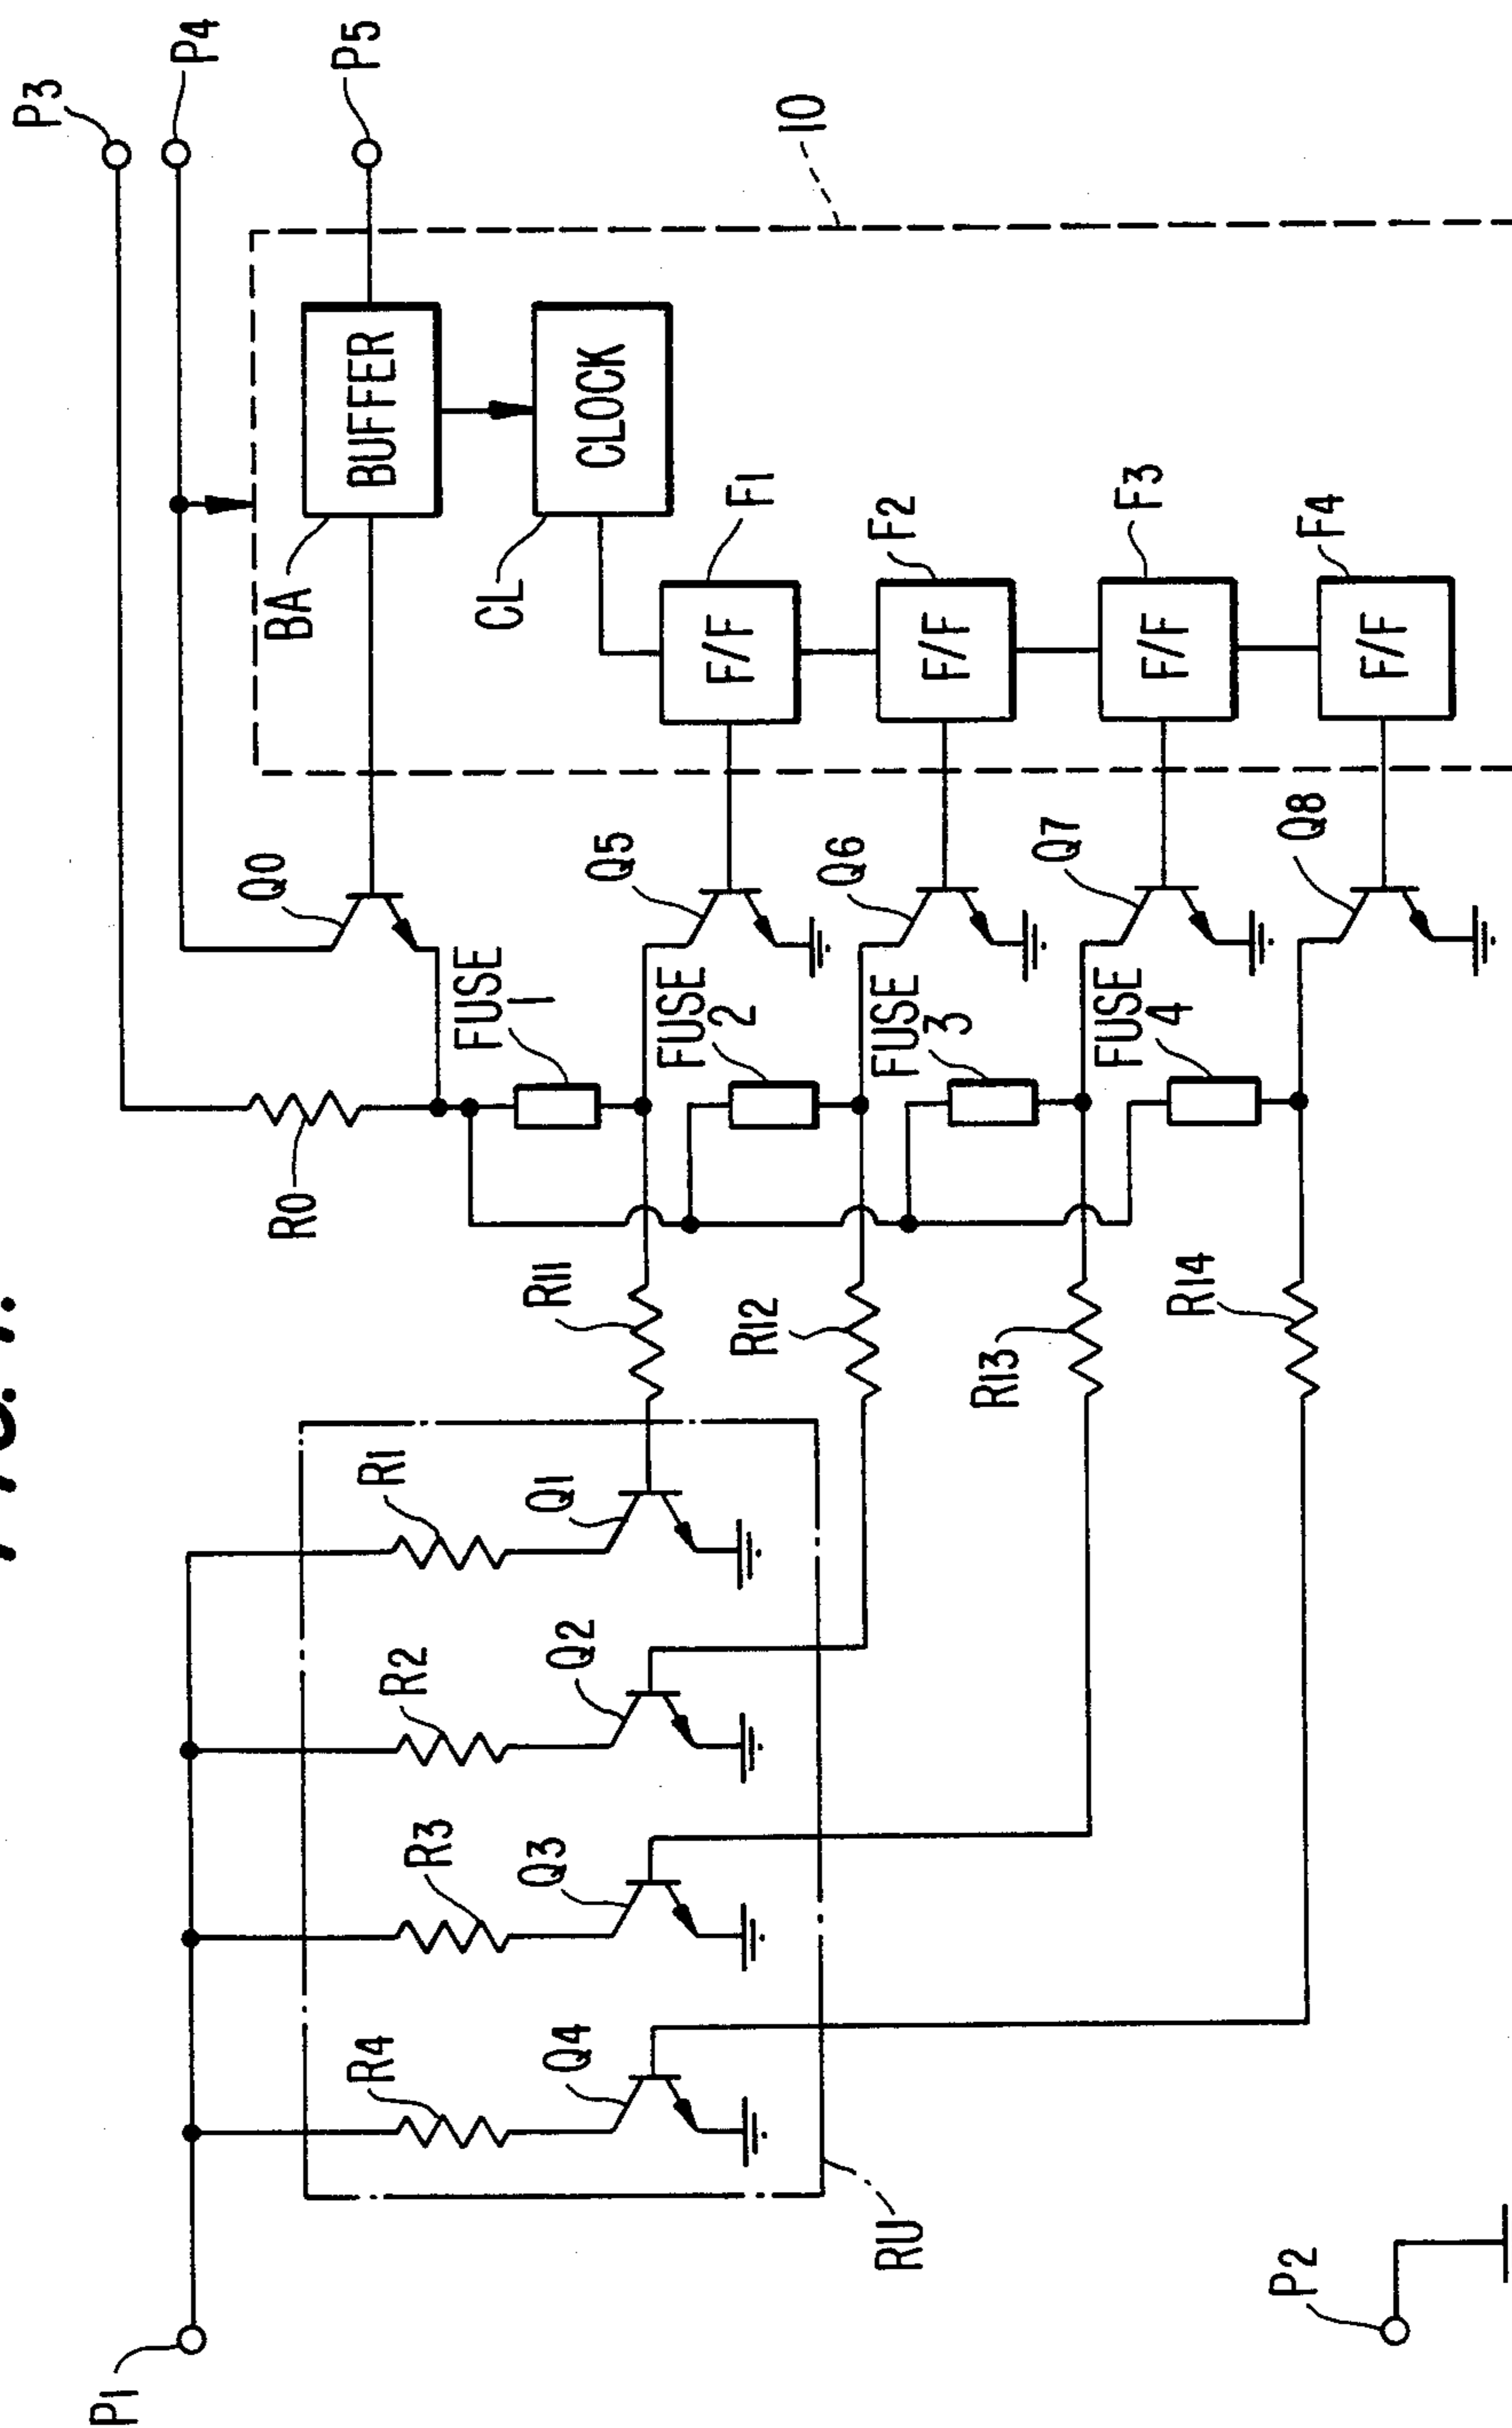 P3
P4
P5
10
BUFFER
BA
CLOCK
CL
F1
F/F
F2
F/F
F3
F/F
F4
F/F
Q0
Q5
Q6
Q7
Q8
FUSE
1
FUSE
2
FUSE
3
FUSE
4
R0
R11
R12
R13
R14
R1
Q1
R2
Q2
R3
Q3
R4
Q4
RU
P1
P2